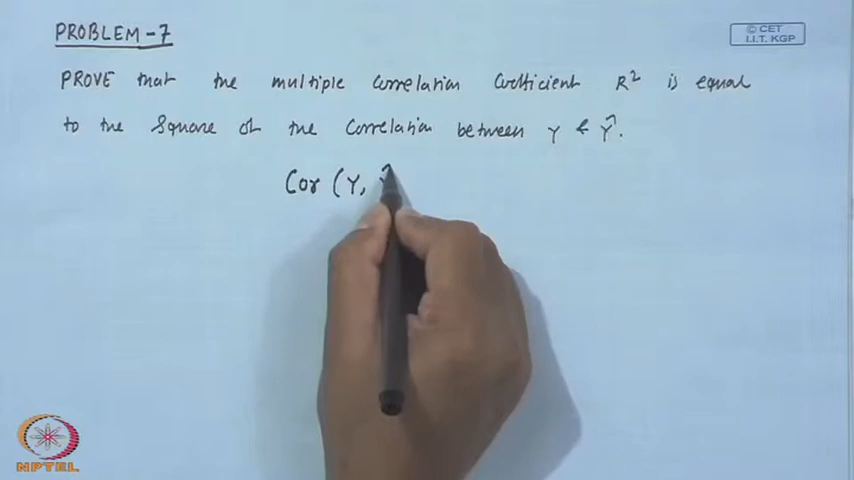 PROBLEM-7
© CET
I.I.T. KGP
PROVE that the multiple correlation coefficient R² is equal
to the square of the correlation between Y & Ŷ.
Cor (Y, Ŷ
NPTEL